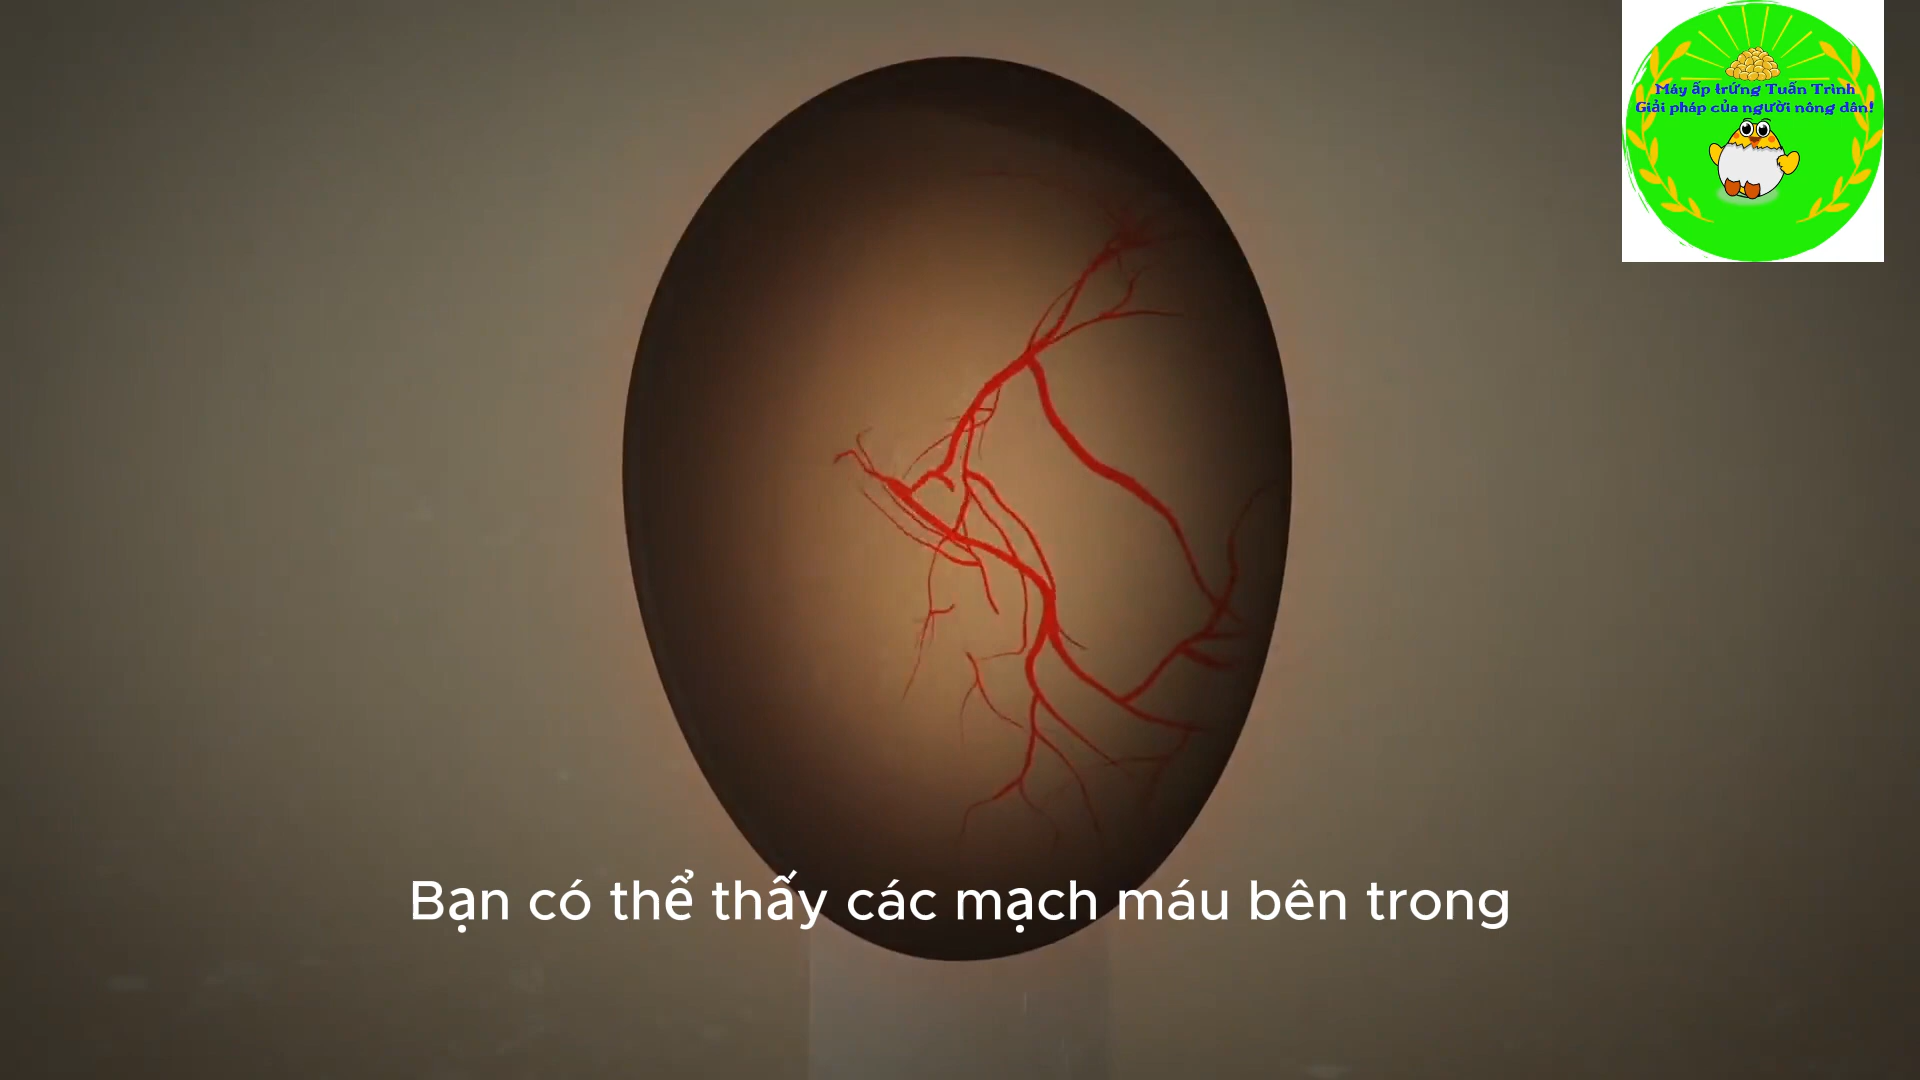 Máy ấp trứng Tuấn Trình
Giải pháp của người nông dân!
Bạn có thể thấy các mạch máu bên trong